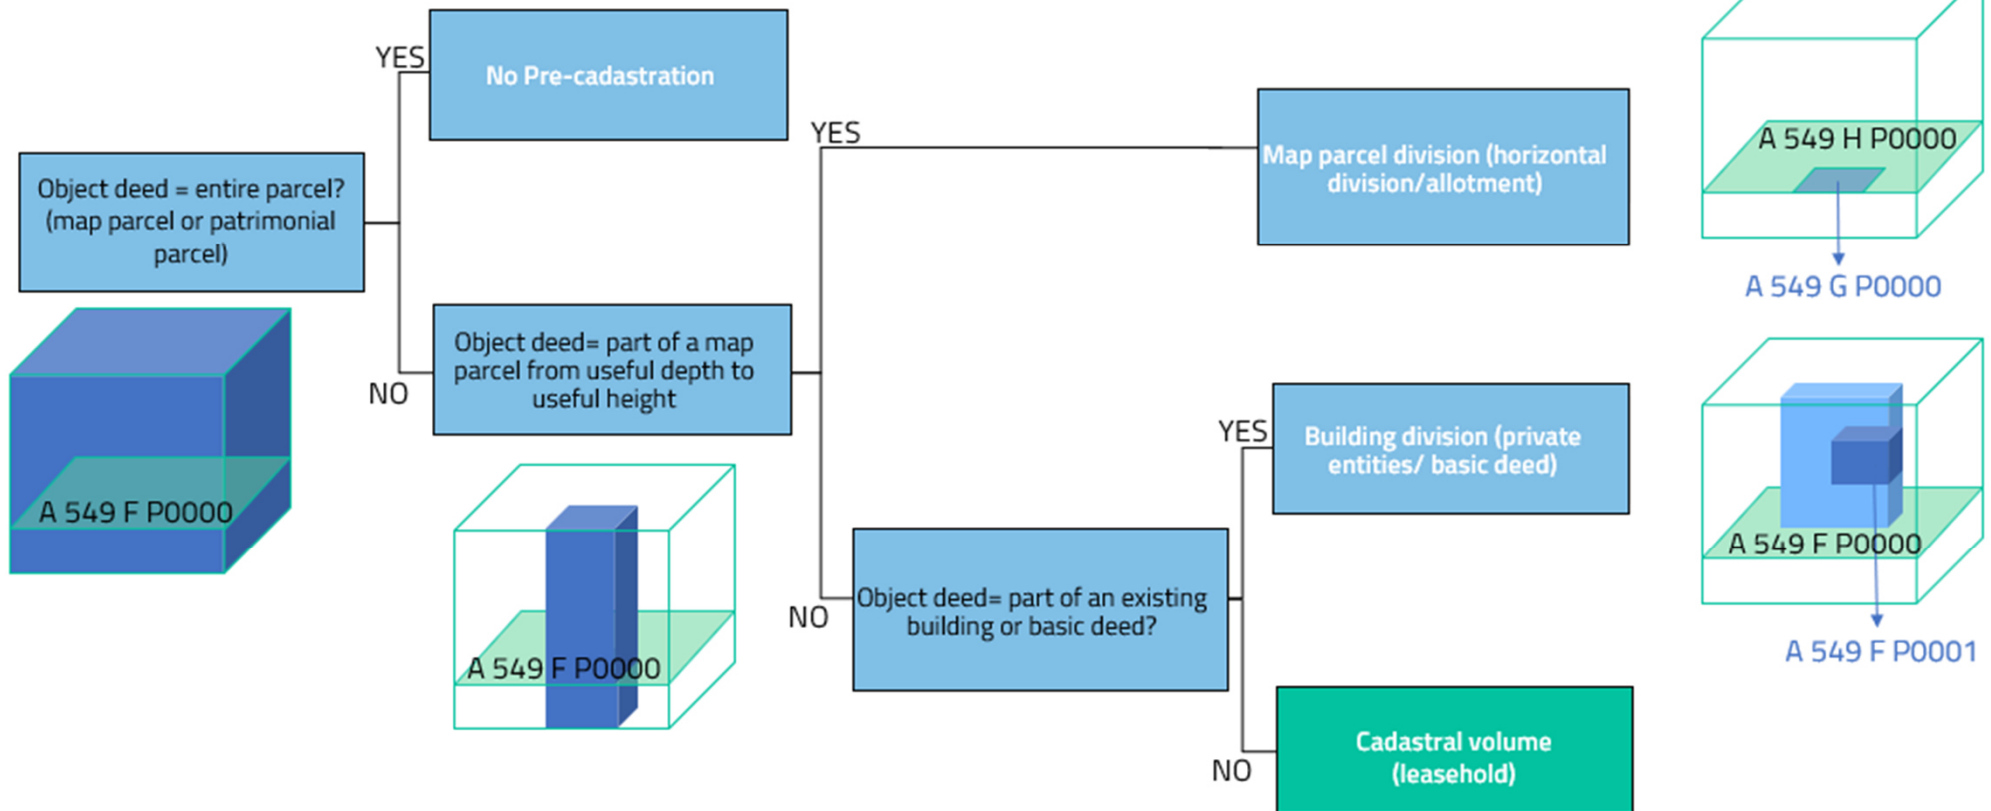 YES
No Pre-cadastration
Object deed = entire parcel?
(map parcel or patrimonial
parcel)
A 549 F P0000
NO
Object deed= part of a map
parcel from useful depth to
useful height
A 549 F P0000
YES
Map parcel division (horizontal
division/allotment)
A 549 H P0000
A 549 G P0000
NO
Object deed= part of an existing
building or basic deed?
YES
Building division (private
entities/ basic deed)
A 549 F P0000
A 549 F P0001
NO
Cadastral volume
(leasehold)